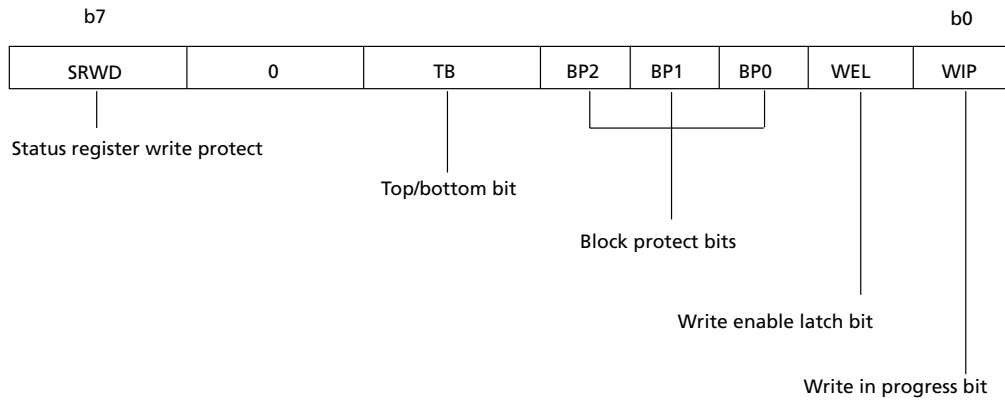 b7 b0
SRWD 0 TB BP2 BP1 BP0 WEL WIP
Status register write protect
Top/bottom bit
Block protect bits
Write enable latch bit
Write in progress bit